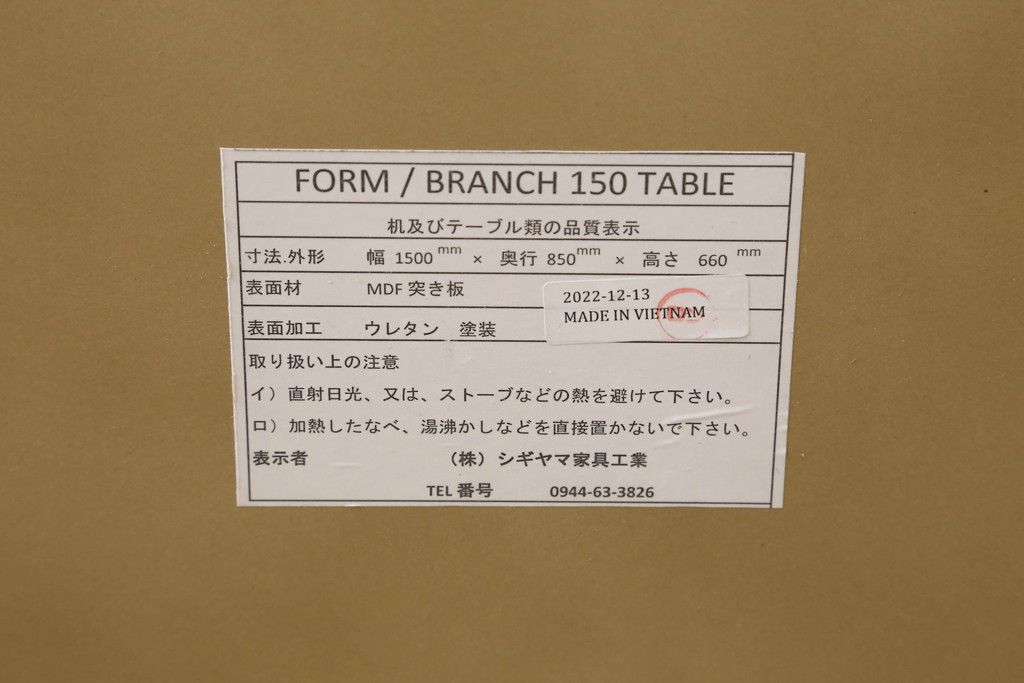 FORM / BRANCH 150 TABLE
机及びテーブル類の品質表示
寸法.外形 幅 1500 mm × 奥行 850 mm × 高さ 660 mm
表面材 MDF 突き板
2022-12-13
MADE IN VIETNAM
表面加工 ウレタン 塗装
取り扱い上の注意
イ）直射日光、又は、ストーブなどの熱を避けて下さい。
ロ）加熱したなべ、湯沸かしなどを直接置かないで下さい。
表示者 （株）シギヤマ家具工業
TEL 番号 0944-63-3826